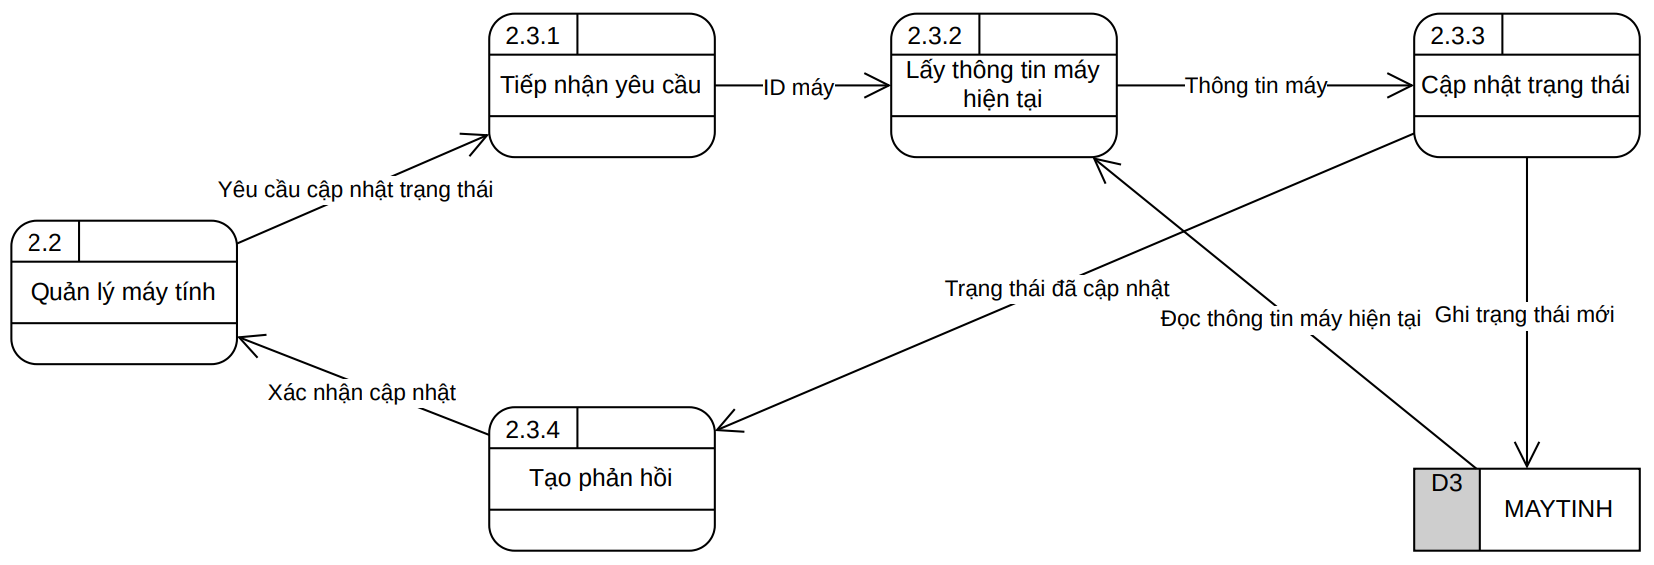 2.3.1
Tiếp nhận yêu cầu
ID máy
2.3.2
Lấy thông tin máy
hiện tại
Thông tin máy
2.3.3
Cập nhật trạng thái
Yêu cầu cập nhật trạng thái
2.2
Quản lý máy tính
Trạng thái đã cập nhật
Đọc thông tin máy hiện tại
Ghi trạng thái mới
Xác nhận cập nhật
2.3.4
Tạo phản hồi
D3
MAYTINH